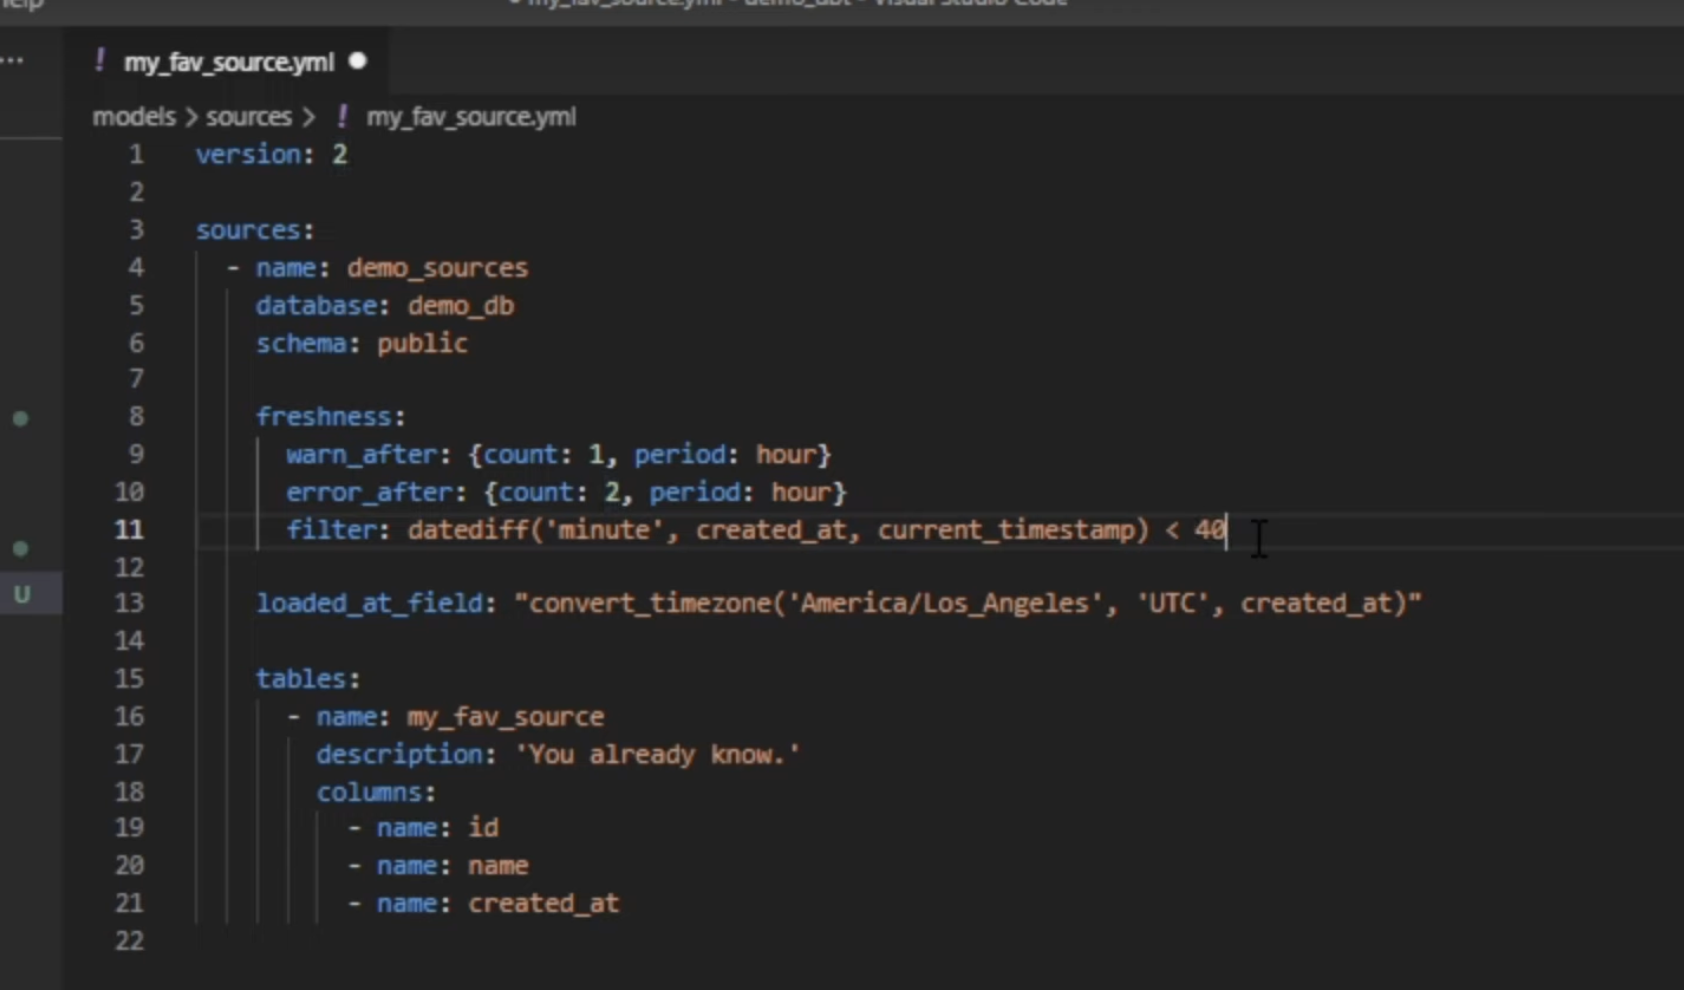 my_fav_source.yml - demo_dbt - Visual Studio Code
my_fav_source.yml
models > sources > ! my_fav_source.yml
1 version: 2
2
3 sources:
4 - name: demo_sources
5 database: demo_db
6 schema: public
7
8 freshness:
9 warn_after: {count: 1, period: hour}
10 error_after: {count: 2, period: hour}
11 filter: datediff('minute', created_at, current_timestamp) < 40
12
13 loaded_at_field: "convert_timezone('America/Los_Angeles', 'UTC', created_at)"
14
15 tables:
16 - name: my_fav_source
17 description: 'You already know.'
18 columns:
19 - name: id
20 - name: name
21 - name: created_at
22
U